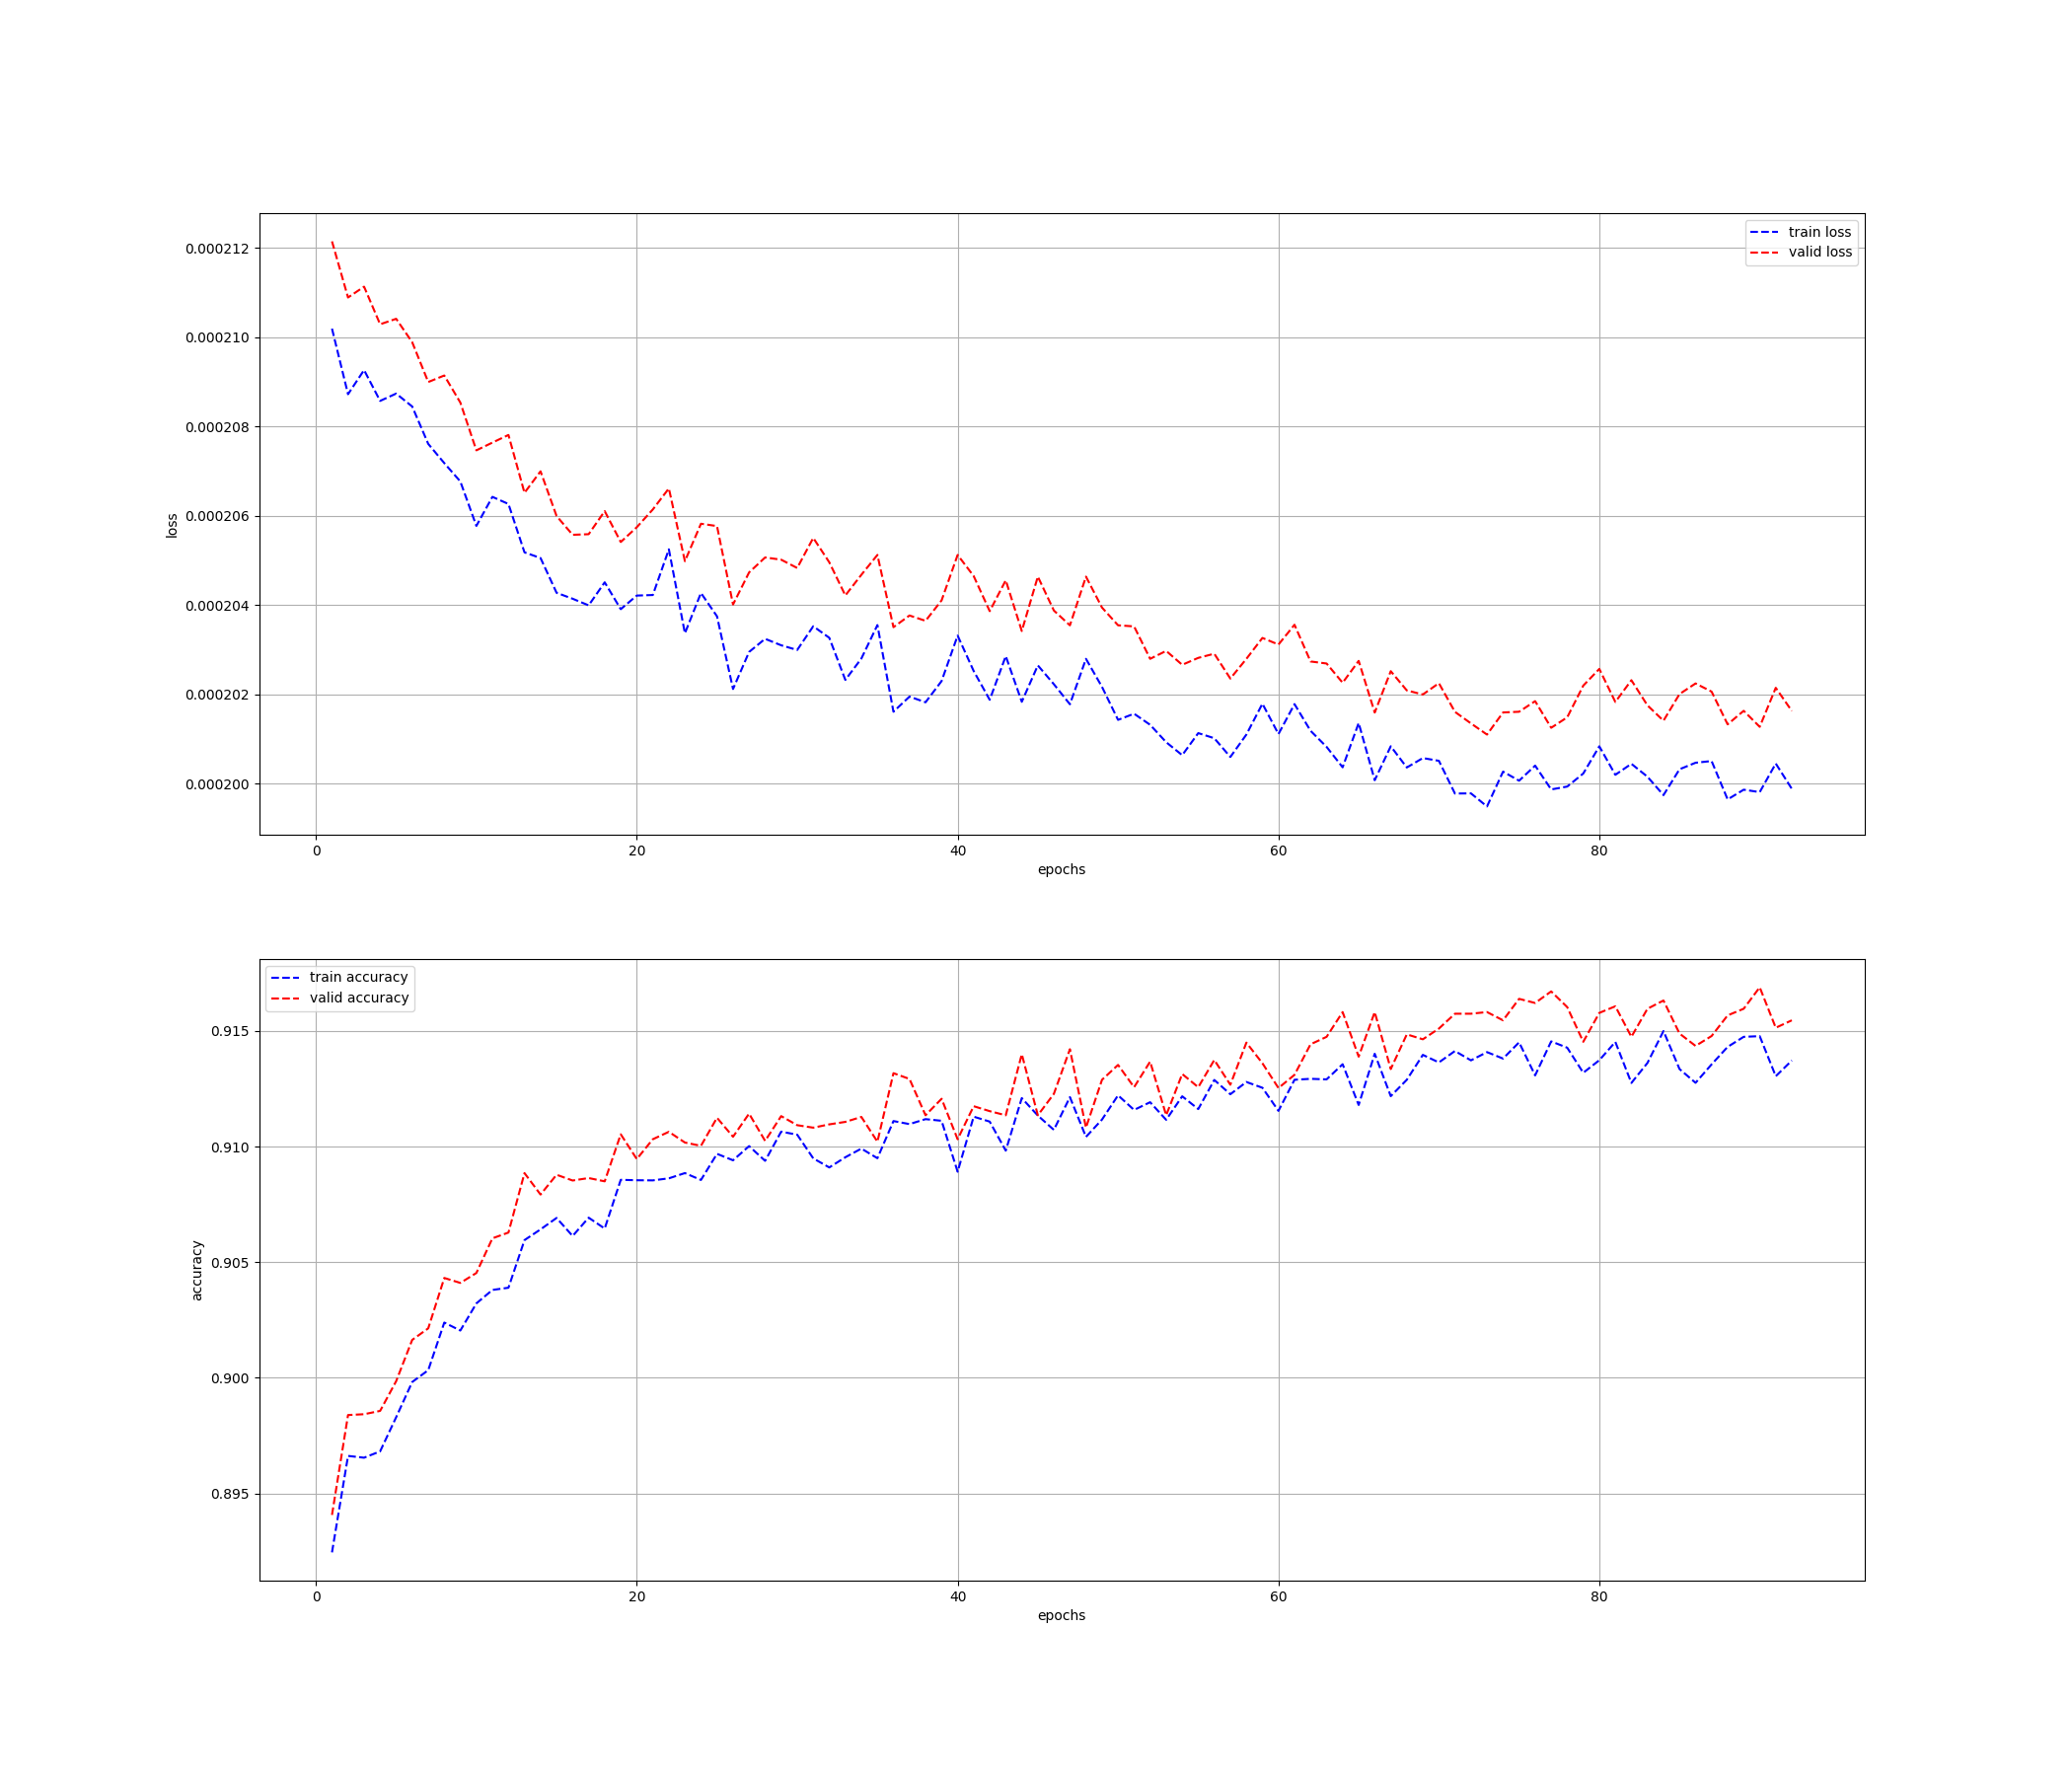 train loss
valid loss
0.000212
0.000210
0.000208
0.000206
0.000204
0.000202
0.000200
loss
0 20 40 60 80
epochs
train accuracy
valid accuracy
0.915
0.910
0.905
0.900
0.895
accuracy
0 20 40 60 80
epochs